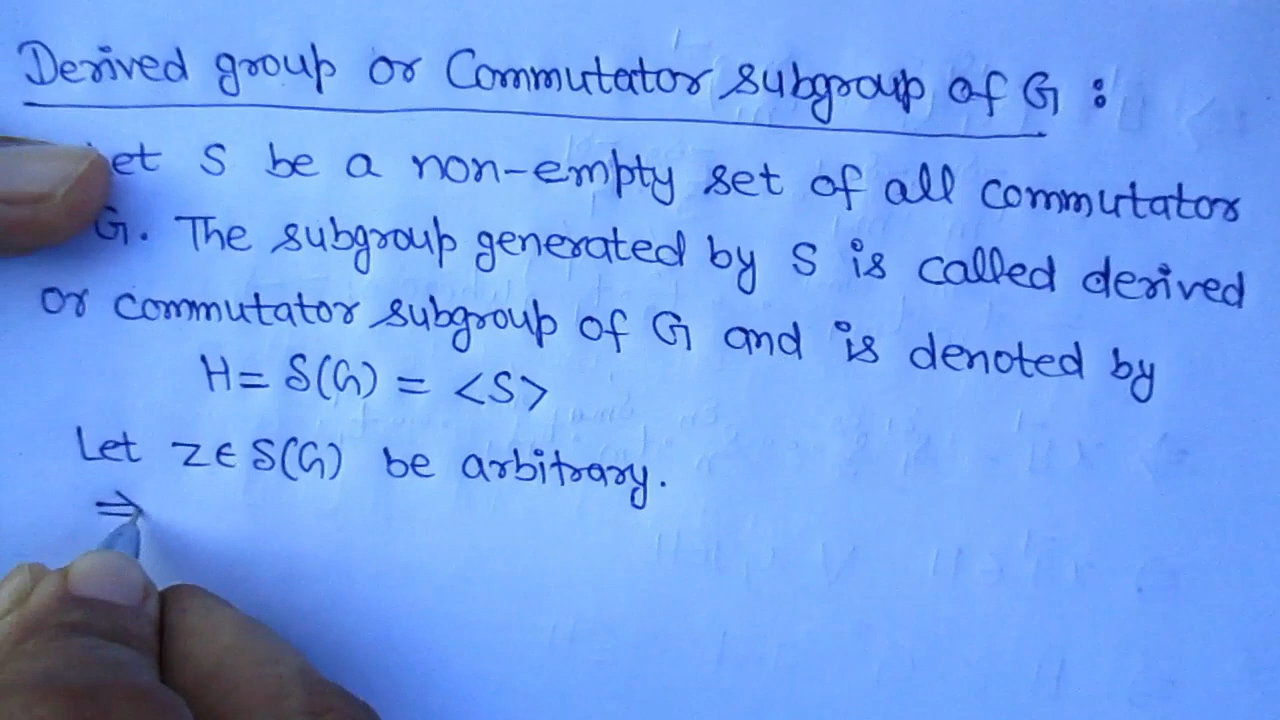 Derived group or Commutator subgroup of G :
et S be a non-empty set of all commutators
G. The subgroup generated by S is called derived
or commutator subgroup of G and is denoted by
H = S(G) = <S>
Let z ∈ S(G) be arbitrary.
⇒